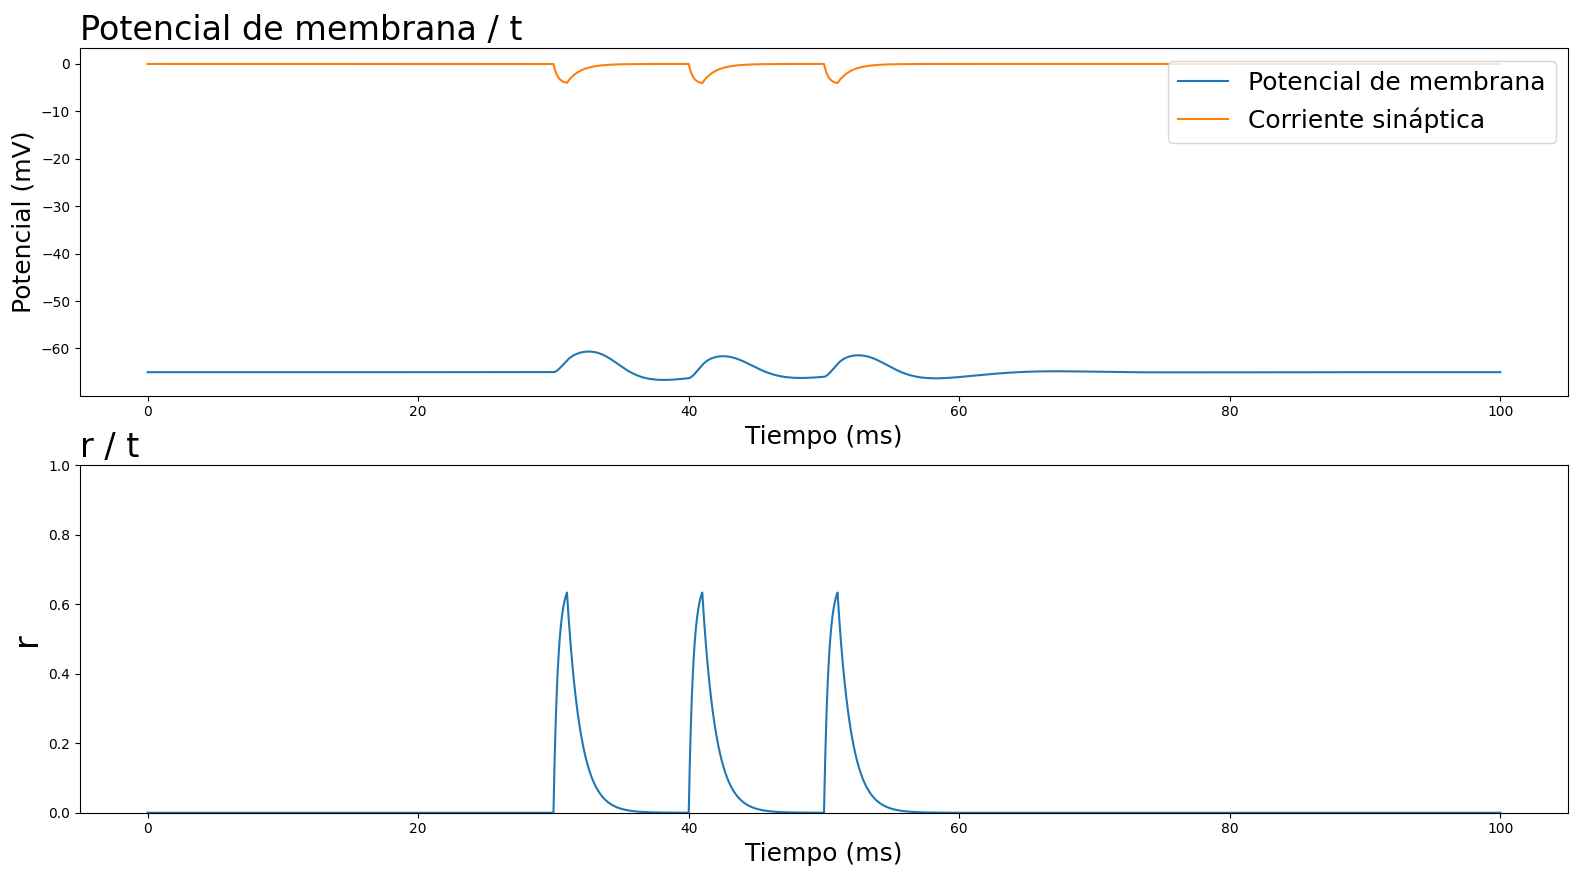 Potencial de membrana / t
0
−10
−20
−30
−40
−50
−60
Potencial (mV)
Potencial de membrana
Corriente sináptica
0 20 40 60 80 100
Tiempo (ms)
r / t
1.0
0.8
0.6
0.4
0.2
0.0
r
0 20 40 60 80 100
Tiempo (ms)